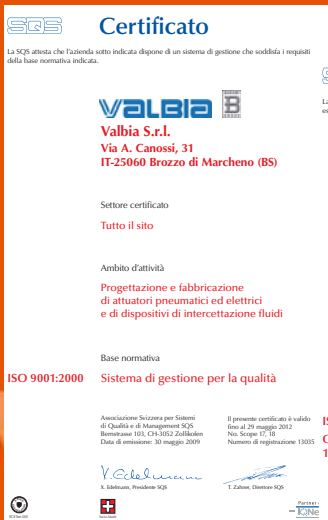 SQS
Certificato
La SQS attesta che l'azienda sotto indicata dispone di un sistema di gestione che soddisfa i requisiti
della base normativa indicata.
VALBIA B
Valbia S.r.l.
Via A. Canossi, 31
IT-25060 Brozzo di Marcheno (BS)
Settore certificato
Tutto il sito
Ambito d'attività
Progettazione e fabbricazione
di attuatori pneumatici ed elettrici
e di dispositivi di intercettazione fluidi
Base normativa
ISO 9001:2000 Sistema di gestione per la qualità
Associazione Svizzera per Sistemi
di Qualità e di Management SQS
Bernstrasse 103, CH-3052 Zollikofen
Data di emissione: 30 maggio 2009
Il presente certificato è valido
fino al 29 maggio 2012
No. Scope 17, 18
Numero di registrazione 13035
X. Edelmann, Presidente SQS
T. Zahner, Direttore SQS
Swiss Made
Partner
IQNe